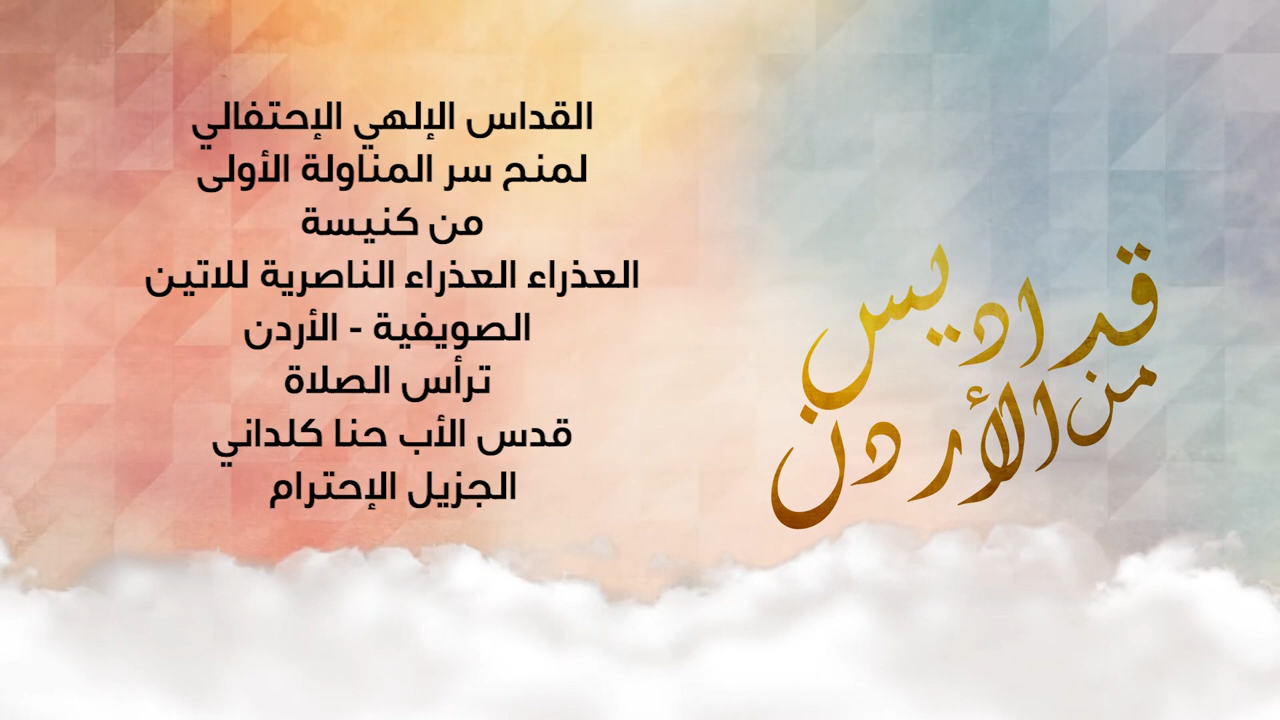 القداس الإلهي الإحتفالي
لمنح سر المناولة الأولى
من كنيسة
العذراء العذراء الناصرية للاتين
الصويفية - الأردن
ترأس الصلاة
قدس الأب حنا كلداني
الجزيل الإحترام
قداديس
من الأردن